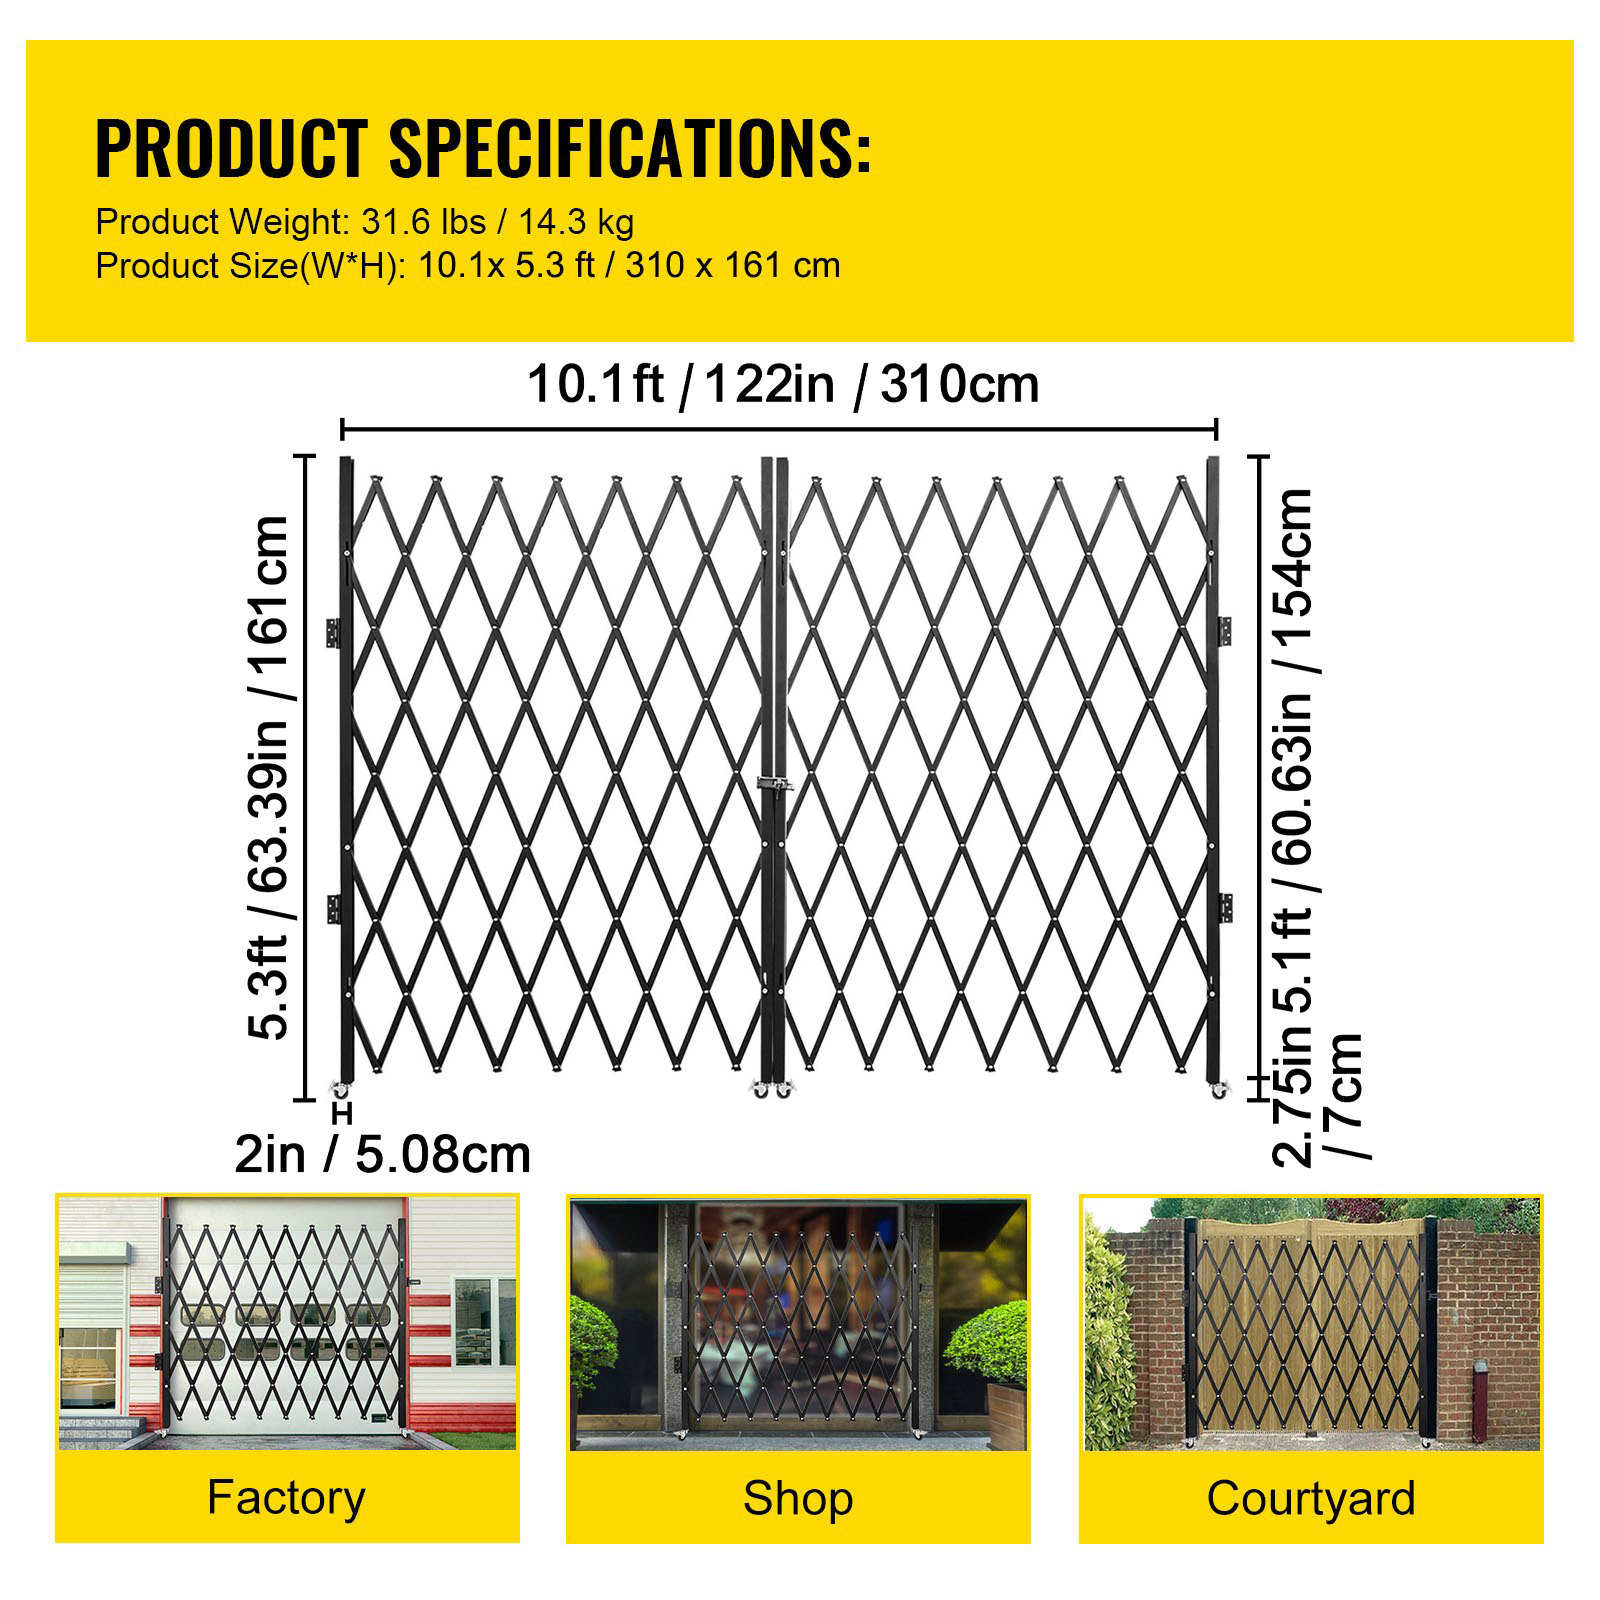 PRODUCT SPECIFICATIONS:
Product Weight: 31.6 lbs / 14.3 kg
Product Size(W*H): 10.1x 5.3 ft / 310 x 161 cm
10.1ft / 122in / 310cm
5.3ft / 63.39in / 161cm
5.1ft / 60.63in / 154cm
2.75in
/ 7cm
2in / 5.08cm
Factory
Shop
Courtyard